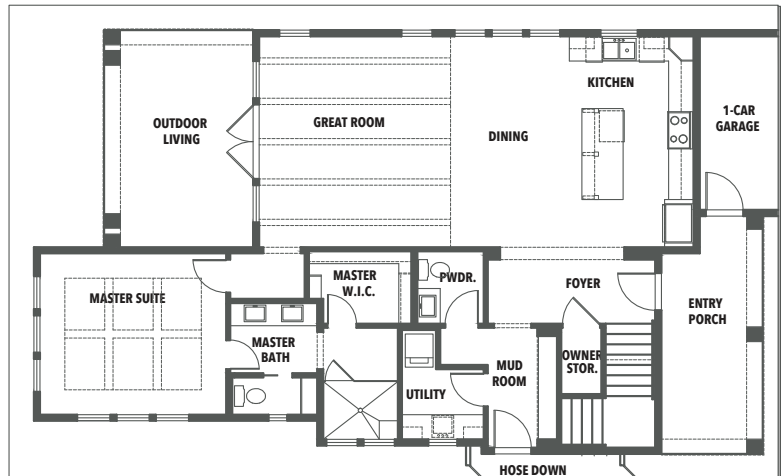 KITCHEN
1-CAR
GARAGE
OUTDOOR
LIVING
GREAT ROOM
DINING
MASTER SUITE
MASTER
W.I.C.
PWDR.
FOYER
ENTRY
PORCH
MASTER
BATH
OWNER
STOR.
MUD
ROOM
UTILITY
HOSE DOWN